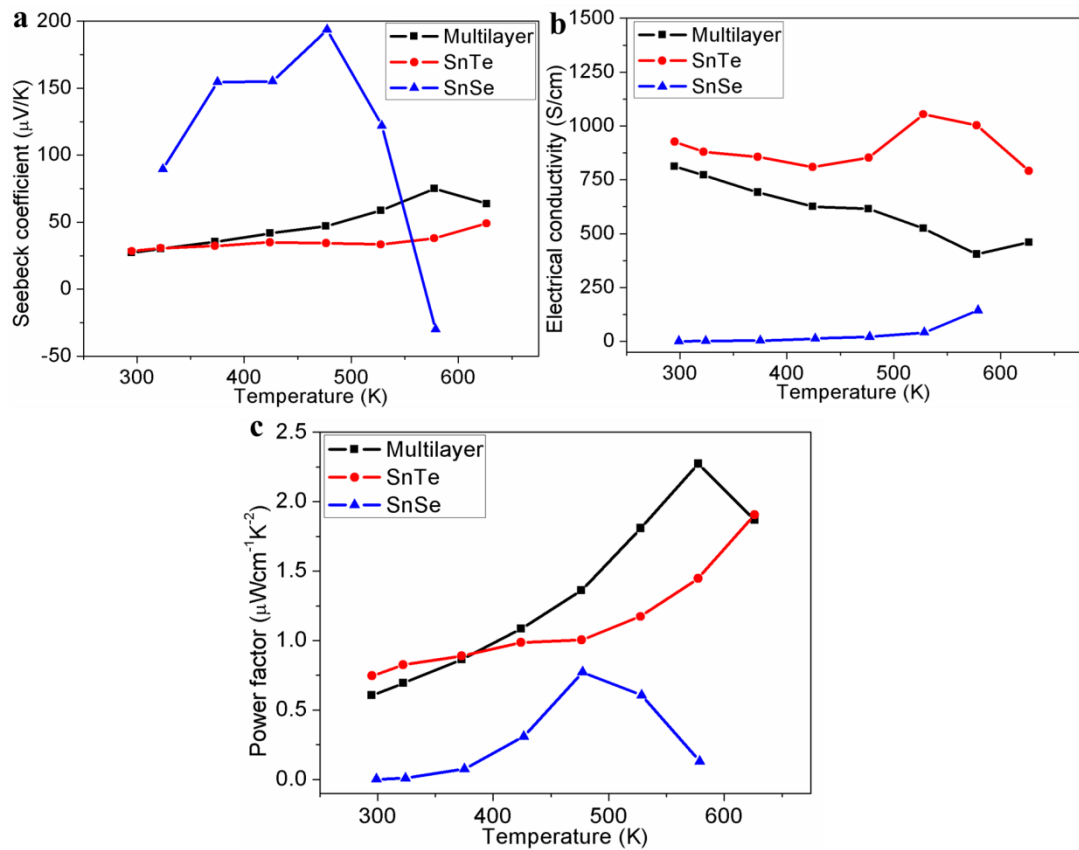 a
200
150
100
50
0
-50
Seebeck coefficient (μV/K)
Multilayer
SnTe
SnSe
300 400 500 600
Temperature (K)
b
1500
1250
1000
750
500
250
0
Electrical conductivity (S/cm)
Multilayer
SnTe
SnSe
300 400 500 600
Temperature (K)
c
2.5
2.0
1.5
1.0
0.5
0.0
Power factor (μWcm⁻¹K⁻²)
Multilayer
SnTe
SnSe
300 400 500 600
Temperature (K)